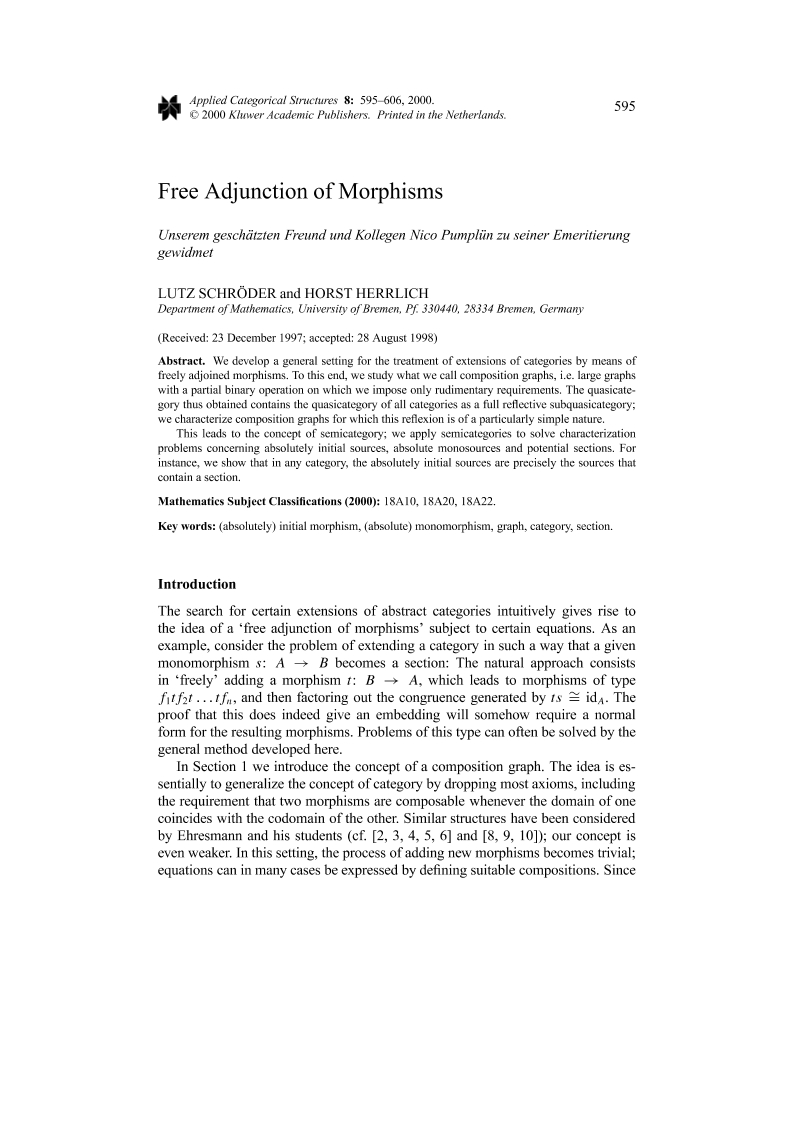 Applied Categorical Structures 8: 595–606, 2000.
© 2000 Kluwer Academic Publishers. Printed in the Netherlands.
595
Free Adjunction of Morphisms
Unserem geschätzten Freund und Kollegen Nico Pumplün zu seiner Emeritierung
gewidmet
LUTZ SCHRÖDER and HORST HERRLICH
Department of Mathematics, University of Bremen, Pf. 330440, 28334 Bremen, Germany
(Received: 23 December 1997; accepted: 28 August 1998)
Abstract. We develop a general setting for the treatment of extensions of categories by means of
freely adjoined morphisms. To this end, we study what we call composition graphs, i.e. large graphs
with a partial binary operation on which we impose only rudimentary requirements. The quasicate-
gory thus obtained contains the quasicategory of all categories as a full reflective subquasicategory;
we characterize composition graphs for which this reflexion is of a particularly simple nature.
This leads to the concept of semicategory; we apply semicategories to solve characterization
problems concerning absolutely initial sources, absolute monosources and potential sections. For
instance, we show that in any category, the absolutely initial sources are precisely the sources that
contain a section.
Mathematics Subject Classifications (2000): 18A10, 18A20, 18A22.
Key words: (absolutely) initial morphism, (absolute) monomorphism, graph, category, section.
Introduction
The search for certain extensions of abstract categories intuitively gives rise to
the idea of a ‘free adjunction of morphisms’ subject to certain equations. As an
example, consider the problem of extending a category in such a way that a given
monomorphism s: A → B becomes a section: The natural approach consists
in ‘freely’ adding a morphism t: B → A, which leads to morphisms of type
f₁tf₂t . . . tfₙ, and then factoring out the congruence generated by ts ≅ id_A. The
proof that this does indeed give an embedding will somehow require a normal
form for the resulting morphisms. Problems of this type can often be solved by the
general method developed here.
In Section 1 we introduce the concept of a composition graph. The idea is es-
sentially to generalize the concept of category by dropping most axioms, including
the requirement that two morphisms are composable whenever the domain of one
coincides with the codomain of the other. Similar structures have been considered
by Ehresmann and his students (cf. [2, 3, 4, 5, 6] and [8, 9, 10]); our concept is
even weaker. In this setting, the process of adding new morphisms becomes trivial;
equations can in many cases be expressed by defining suitable compositions. Since